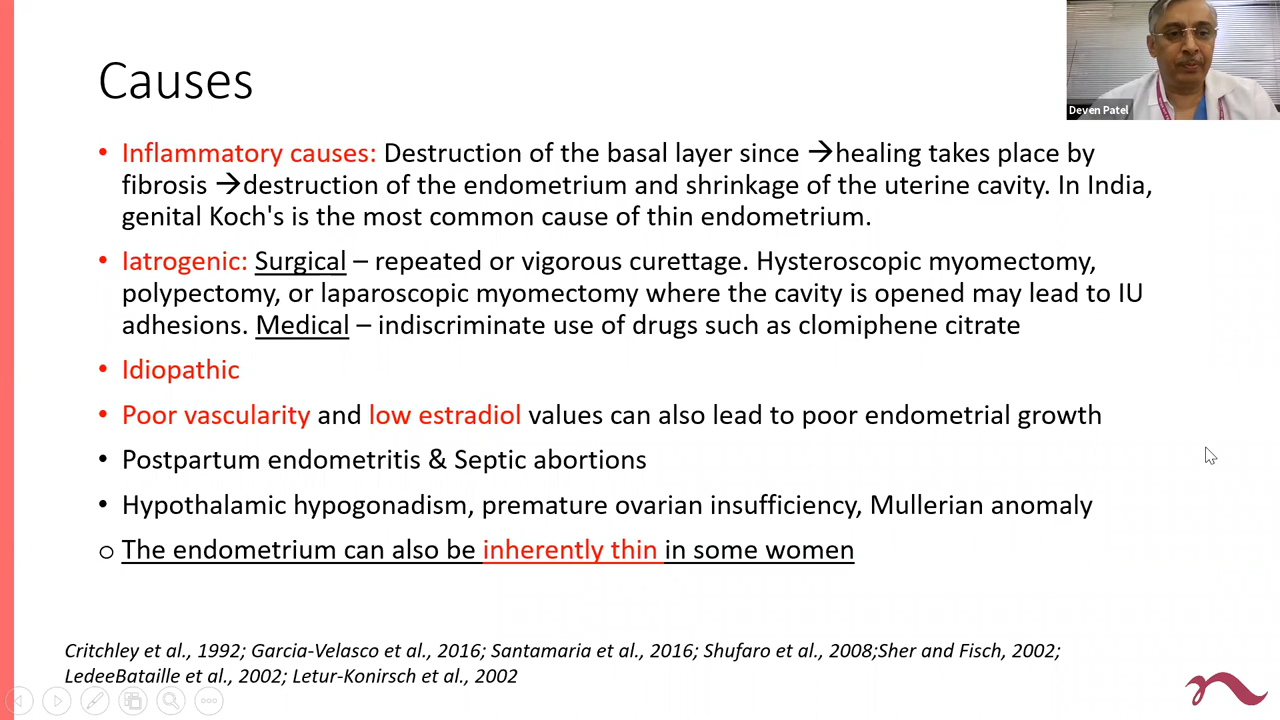 Causes
Deven Patel
• Inflammatory causes: Destruction of the basal layer since →healing takes place by
fibrosis →destruction of the endometrium and shrinkage of the uterine cavity. In India,
genital Koch's is the most common cause of thin endometrium.
• Iatrogenic: Surgical – repeated or vigorous curettage. Hysteroscopic myomectomy,
polypectomy, or laparoscopic myomectomy where the cavity is opened may lead to IU
adhesions. Medical – indiscriminate use of drugs such as clomiphene citrate
• Idiopathic
• Poor vascularity and low estradiol values can also lead to poor endometrial growth
• Postpartum endometritis & Septic abortions
• Hypothalamic hypogonadism, premature ovarian insufficiency, Mullerian anomaly
o The endometrium can also be inherently thin in some women
Critchley et al., 1992; Garcia-Velasco et al., 2016; Santamaria et al., 2016; Shufaro et al., 2008;Sher and Fisch, 2002;
LedeeBataille et al., 2002; Letur-Konirsch et al., 2002